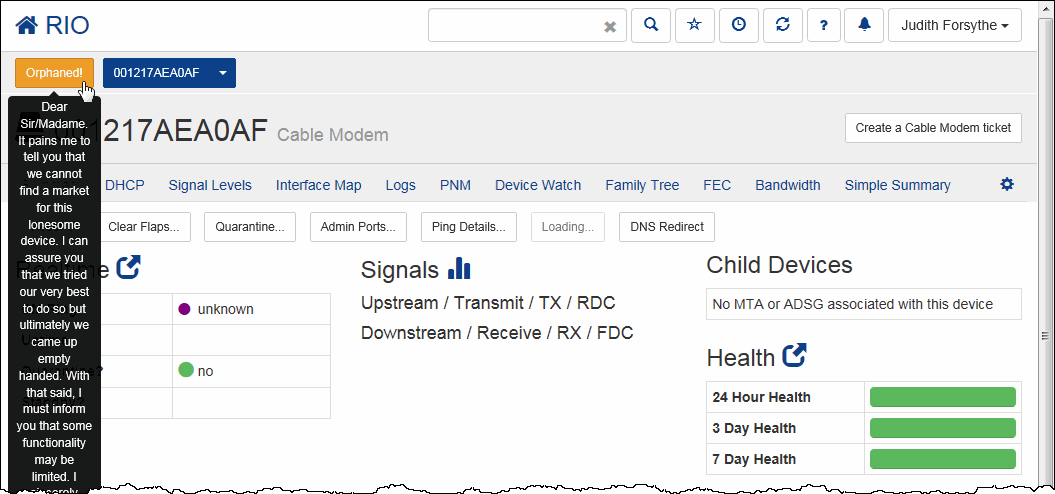 RIO
?
Judith Forsythe
Orphaned!
001217AEA0AF
Dear
Sir/Madame.
It pains me to
tell you that
we cannot
find a market
for this
lonesome
device. I can
assure you
that we tried
our very best
to do so but
ultimately we
came up
empty
handed. With
that said, I
must inform
you that some
functionality
may be
limited. I
1217AEA0AF Cable Modem
Create a Cable Modem ticket
DHCP Signal Levels Interface Map Logs PNM Device Watch Family Tree FEC Bandwidth Simple Summary
Clear Flaps... Quarantine... Admin Ports... Ping Details... Loading... DNS Redirect
unknown
no
Signals
Upstream / Transmit / TX / RDC
Downstream / Receive / RX / FDC
Child Devices
No MTA or ADSG associated with this device
Health
24 Hour Health
3 Day Health
7 Day Health